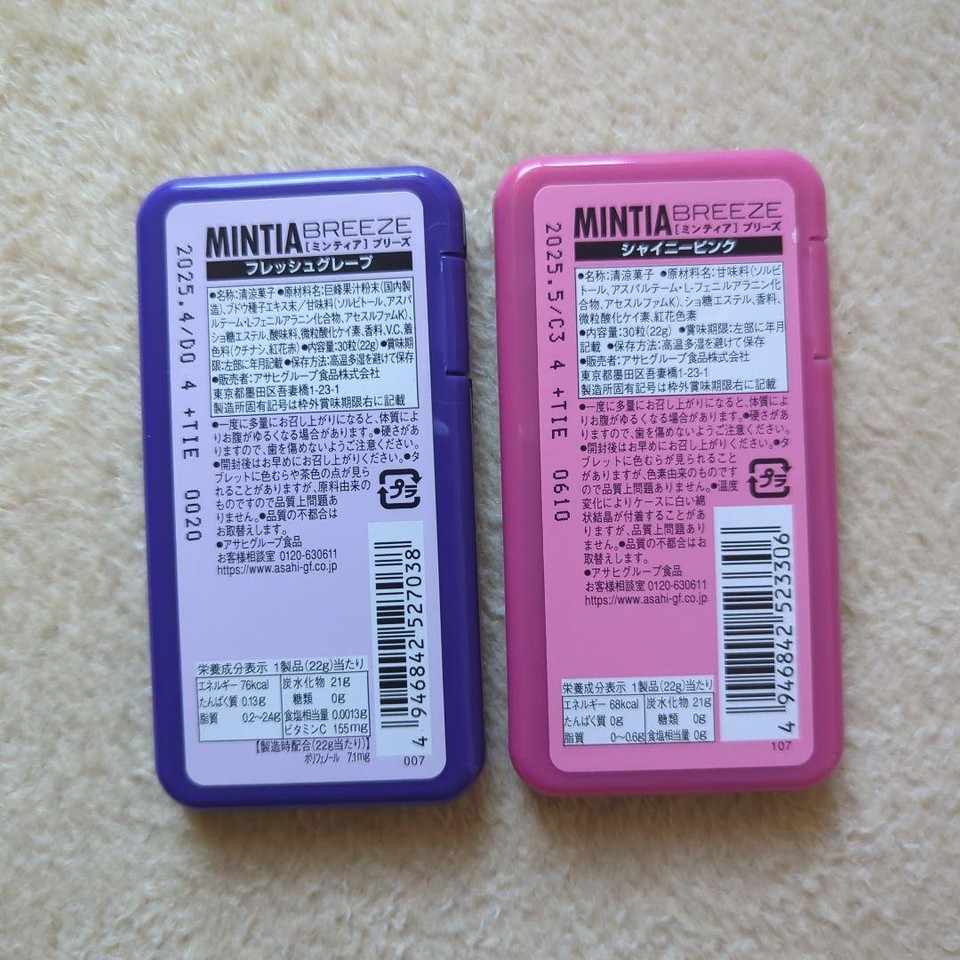 MINTIA BREEZE
[ミンティア] ブリーズ
フレッシュグレープ
●名称:清涼菓子 ●原材料名:巨峰果汁粉末(国内製
造)、ブドウ種子エキス末/甘味料(ソルビトール、アスパ
ルテーム・L-フェニルアラニン化合物、アセスルファムK)、
ショ糖エステル、酸味料、微粒酸化ケイ素、香料、V.C、着
色料(クチナシ、紅花赤) ●内容量:30粒(22g) ●賞味期
限:左部に年月記載 ●保存方法:高温多湿を避けて保存
●販売者:アサヒグループ食品株式会社
東京都墨田区吾妻橋1-23-1
製造所固有記号は枠外賞味期限右に記載
●一度に多量にお召し上がりになると、体質によ
りお腹がゆるくなる場合があります。●硬さがあ
りますので、歯を傷めないようご注意ください。
●開封後はお早めにお召し上がりください。●タ
ブレットに色むらや茶色の点が見ら
れることがありますが、原料由来の
ものですので品質上問題あ
りません。●品質の不都合は
お取替えします。
●アサヒグループ食品
お客様相談室 0120-630611
https://www.asahi-gf.co.jp
プラ
2025.4/D0 4 +TIE 0020
4 946842 527038
栄養成分表示 1製品(22g)当たり
エネルギー 76kcal 炭水化物 21g
たんぱく質 0.13g 糖類 0g
脂質 0.2~2.4g 食塩相当量 0.0013g
ビタミンC 155mg
【製造時配合(22g当たり)】
ポリフェノール 7.1mg
007
MINTIA BREEZE
[ミンティア] ブリーズ
シャイニーピンク
●名称:清涼菓子 ●原材料名:甘味料(ソルビ
トール、アスパルテーム・L-フェニルアラニン化
合物、アセスルファムK)、ショ糖エステル、香料、
微粒酸化ケイ素、紅花色素
●内容量:30粒(22g) ●賞味期限:左部に年月
記載 ●保存方法:高温多湿を避けて保存
●販売者:アサヒグループ食品株式会社
東京都墨田区吾妻橋1-23-1
製造所固有記号は枠外賞味期限右に記載
●一度に多量にお召し上がりになると、体質によ
りお腹がゆるくなる場合があります。●硬さがあ
りますので、歯を傷めないようご注意ください。
●開封後はお早めにお召し上がりください。●タ
ブレットに色むらが見られること
がありますが、色素由来のものです
ので品質上問題ありません。●温度
変化によりケースに白い綿
状結晶が付着することがあ
りますが、品質上問題あり
ません。●品質の不都合はお
取替えします。
●アサヒグループ食品
お客様相談室 0120-630611
https://www.asahi-gf.co.jp
プラ
2025.5/C3 4 +TIE 0610
4 946842 523306
栄養成分表示 1製品(22g)当たり
エネルギー 68kcal 炭水化物 21g
たんぱく質 0g 糖類 0g
脂質 0~0.6g 食塩相当量 0g
107